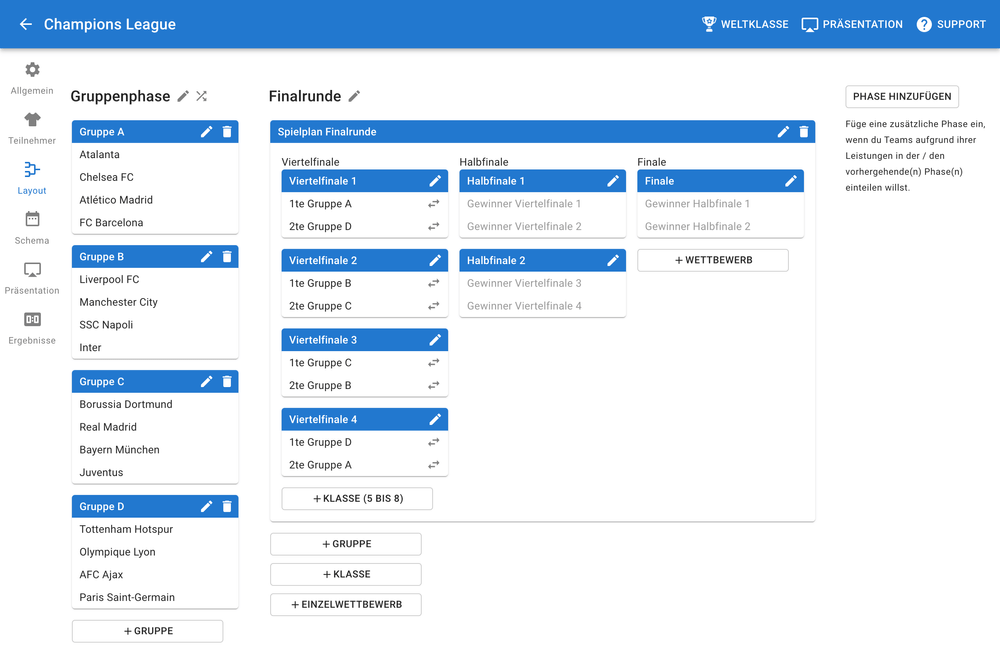 Champions League
WELTKLASSE
PRÄSENTATION
SUPPORT
Allgemein
Teilnehmer
Layout
Schema
Präsentation
Ergebnisse
Gruppenphase
Gruppe A
Atalanta
Chelsea FC
Atlético Madrid
FC Barcelona
Gruppe B
Liverpool FC
Manchester City
SSC Napoli
Inter
Gruppe C
Borussia Dortmund
Real Madrid
Bayern München
Juventus
Gruppe D
Tottenham Hotspur
Olympique Lyon
AFC Ajax
Paris Saint-Germain
+ GRUPPE
Finalrunde
Spielplan Finalrunde
Viertelfinale
Viertelfinale 1
1te Gruppe A
2te Gruppe D
Viertelfinale 2
1te Gruppe B
2te Gruppe C
Viertelfinale 3
1te Gruppe C
2te Gruppe B
Viertelfinale 4
1te Gruppe D
2te Gruppe A
+ KLASSE (5 BIS 8)
Halbfinale
Halbfinale 1
Gewinner Viertelfinale 1
Gewinner Viertelfinale 2
Halbfinale 2
Gewinner Viertelfinale 3
Gewinner Viertelfinale 4
Finale
Finale
Gewinner Halbfinale 1
Gewinner Halbfinale 2
+ WETTBEWERB
+ GRUPPE
+ KLASSE
+ EINZELWETTBEWERB
PHASE HINZUFÜGEN
Füge eine zusätzliche Phase ein,
wenn du Teams aufgrund ihrer
Leistungen in der / den
vorhergehende(n) Phase(n)
einteilen willst.